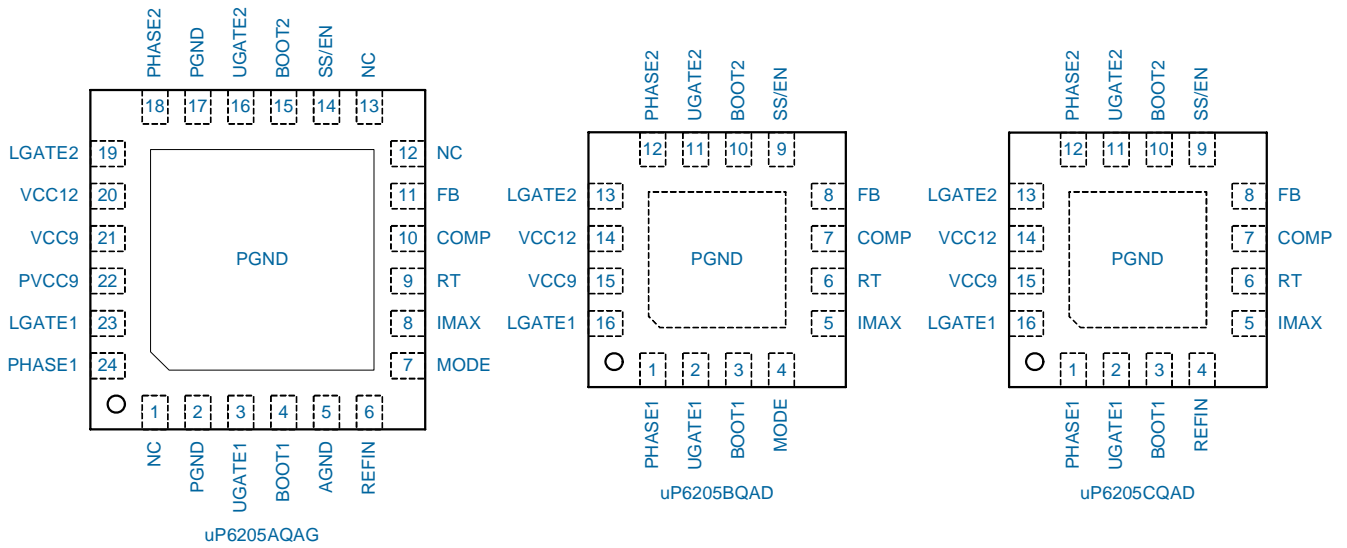 PHASE2
PGND
UGATE2
BOOT2
SS/EN
NC
18
17
16
15
14
13
LGATE2
19
VCC12
20
VCC9
21
PVCC9
22
LGATE1
23
PHASE1
24
PGND
12
NC
11
FB
10
COMP
9
RT
8
IMAX
7
MODE
1
2
3
4
5
6
NC
PGND
UGATE1
BOOT1
AGND
REFIN
uP6205AQAG
PHASE2
UGATE2
BOOT2
SS/EN
12
11
10
9
LGATE2
13
VCC12
14
VCC9
15
LGATE1
16
PGND
8
FB
7
COMP
6
RT
5
IMAX
1
2
3
4
PHASE1
UGATE1
BOOT1
MODE
uP6205BQAD
PHASE2
UGATE2
BOOT2
SS/EN
12
11
10
9
LGATE2
13
VCC12
14
VCC9
15
LGATE1
16
PGND
8
FB
7
COMP
6
RT
5
IMAX
1
2
3
4
PHASE1
UGATE1
BOOT1
REFIN
uP6205CQAD